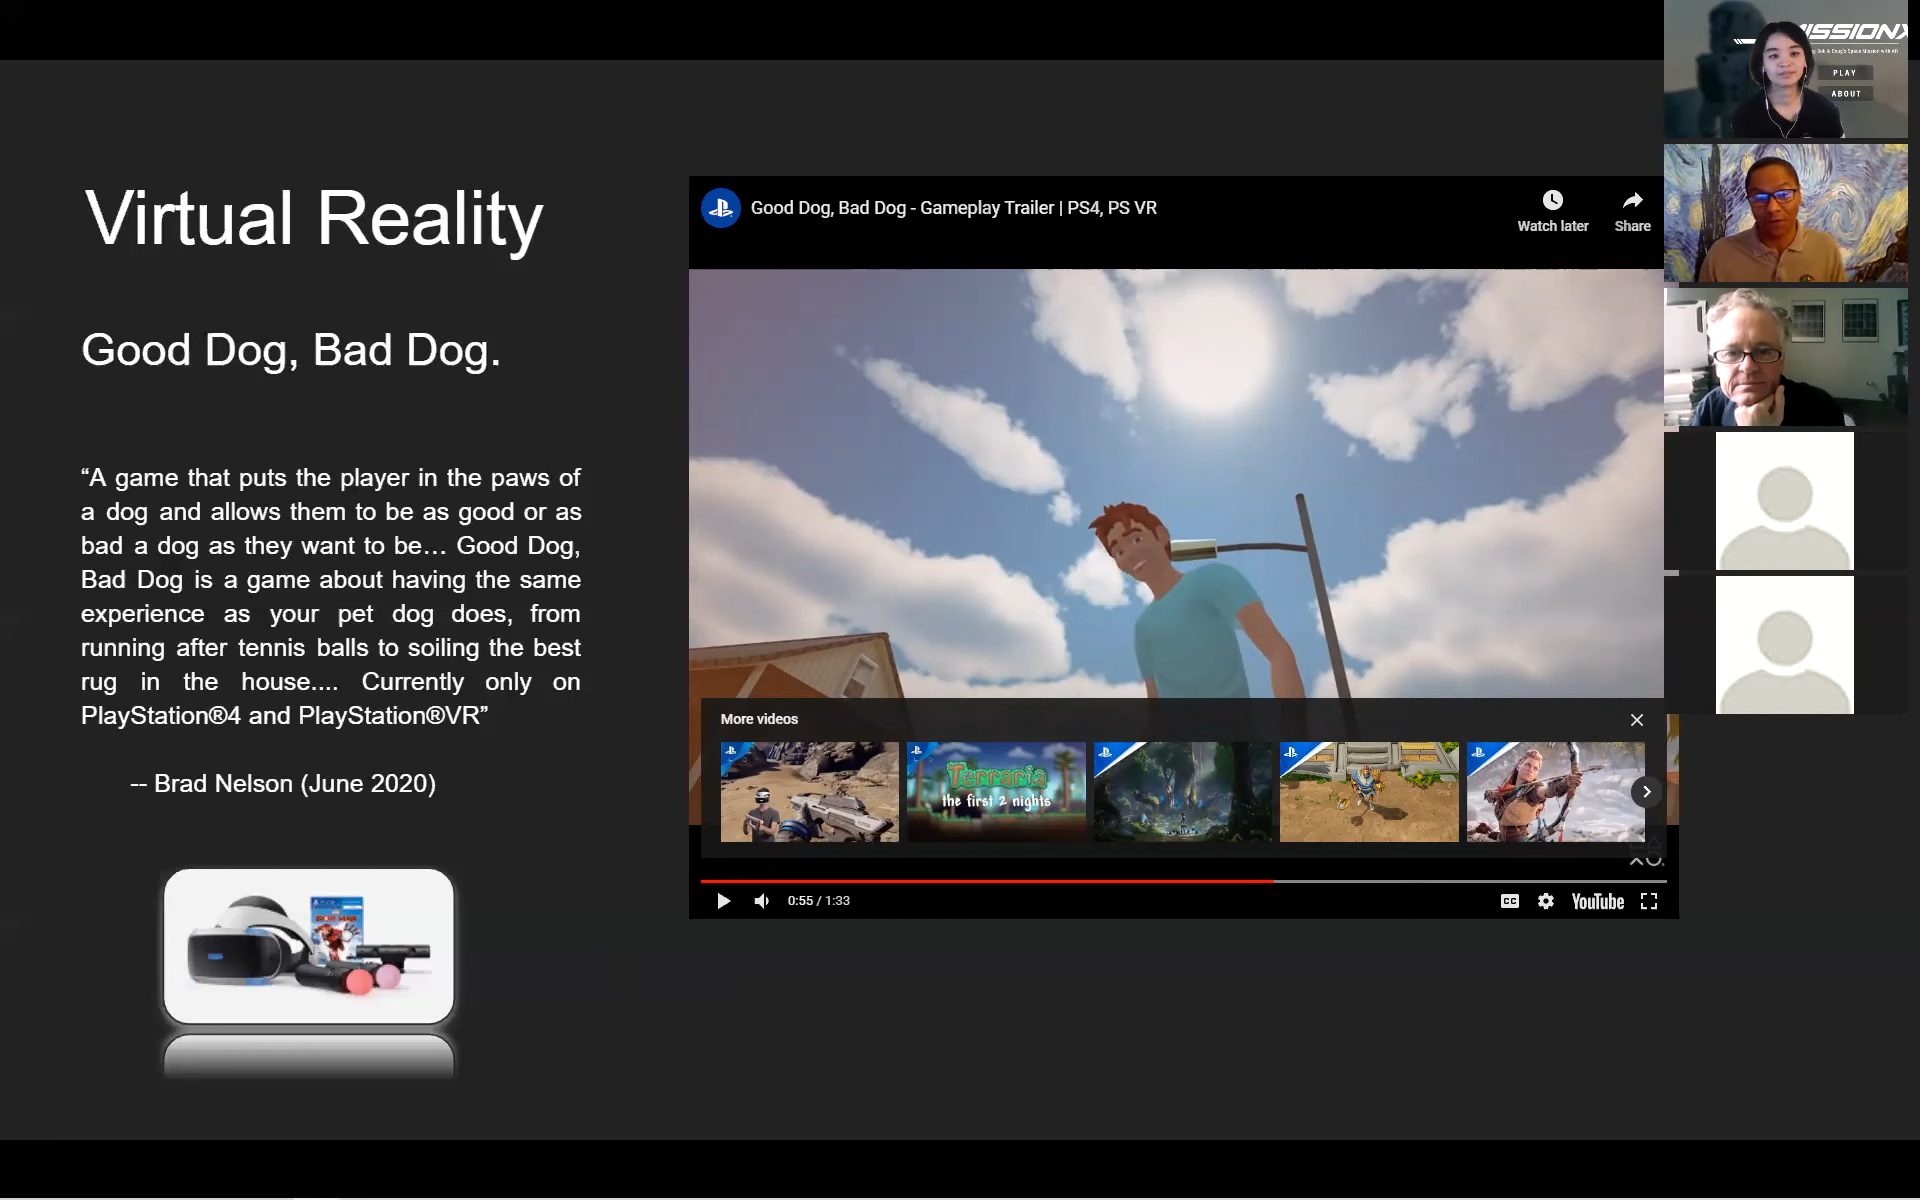 Virtual Reality
Good Dog, Bad Dog.
“A game that puts the player in the paws of
a dog and allows them to be as good or as
bad a dog as they want to be… Good Dog,
Bad Dog is a game about having the same
experience as your pet dog does, from
running after tennis balls to soiling the best
rug in the house.... Currently only on
PlayStation®4 and PlayStation®VR”
-- Brad Nelson (June 2020)
Good Dog, Bad Dog - Gameplay Trailer | PS4, PS VR
Watch later
Share
More videos
Terraria
the first 2 nights
0:55 / 1:33
CC
YouTube
PLAY
ABOUT